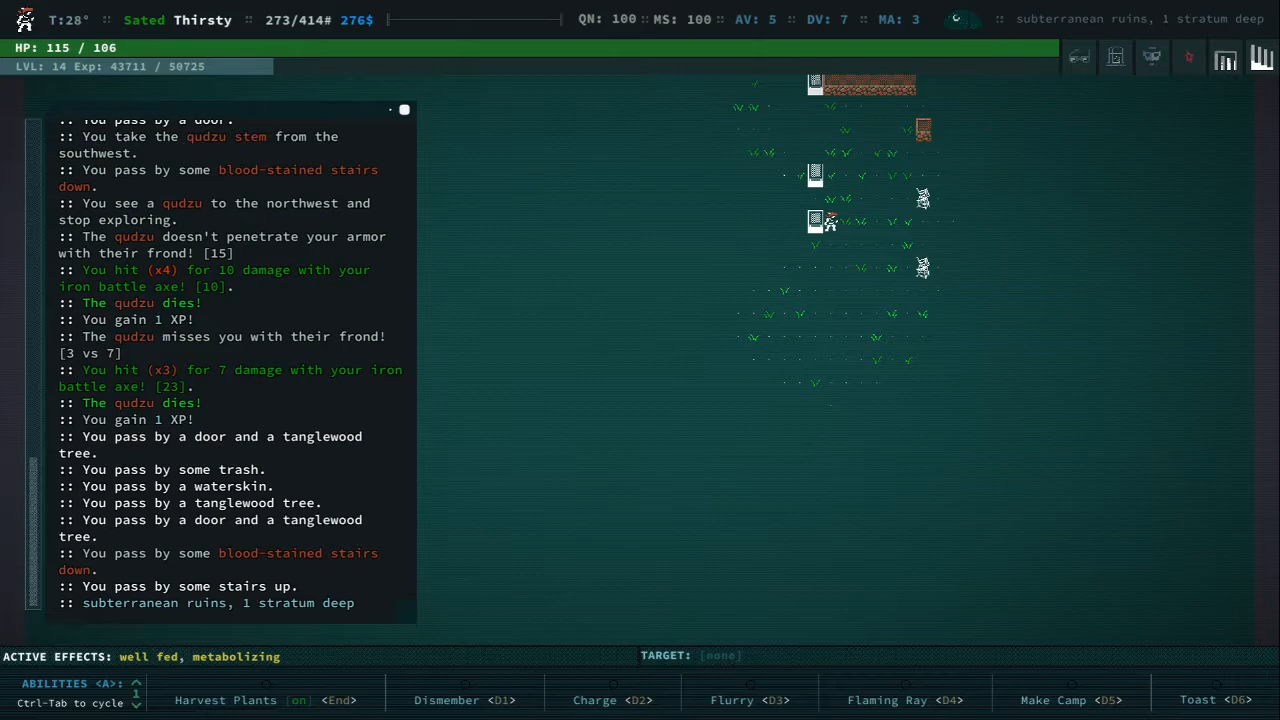 T:28° :: Sated Thirsty :: 273/414# 276$ QN: 100 :: MS: 100 :: AV: 5 :: DV: 7 :: MA: 3 :: subterranean ruins, 1 stratum deep
HP: 115 / 106
LVL: 14 Exp: 43711 / 50725
:: You pass by a door.
:: You take the qudzu stem from the
southwest.
:: You pass by some blood-stained stairs
down.
:: You see a qudzu to the northwest and
stop exploring.
:: The qudzu doesn't penetrate your armor
with their frond! [15]
:: You hit (x4) for 10 damage with your
iron battle axe! [10].
:: The qudzu dies!
:: You gain 1 XP!
:: The qudzu misses you with their frond!
[3 vs 7]
:: You hit (x3) for 7 damage with your iron
battle axe! [23].
:: The qudzu dies!
:: You gain 1 XP!
:: You pass by a door and a tanglewood
tree.
:: You pass by some trash.
:: You pass by a waterskin.
:: You pass by a tanglewood tree.
:: You pass by a door and a tanglewood
tree.
:: You pass by some blood-stained stairs
down.
:: You pass by some stairs up.
:: subterranean ruins, 1 stratum deep
ACTIVE EFFECTS: well fed, metabolizing
TARGET: [none]
ABILITIES <A>:
Ctrl-Tab to cycle
1
Harvest Plants [on] <End>
Dismember <D1>
Charge <D2>
Flurry <D3>
Flaming Ray <D4>
Make Camp <D5>
Toast <D6>